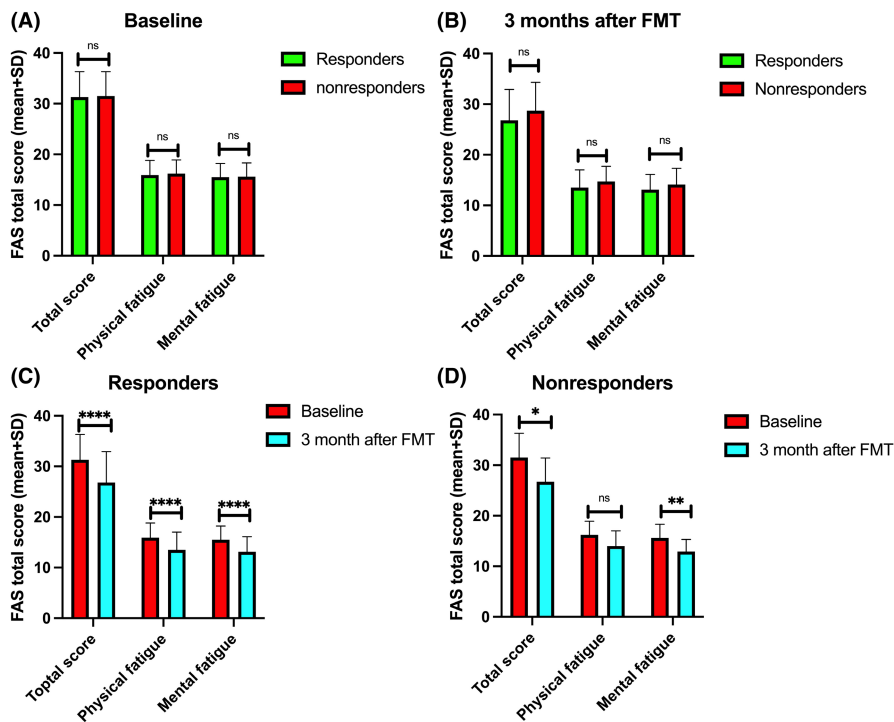 (A) Baseline
FAS total score (mean+SD)
40
30
20
10
0
ns
ns
ns
Responders
nonresponders
Total score
Physical fatigue
Mental fatigue
(B) 3 months after FMT
FAS total score (mean+SD)
40
30
20
10
0
ns
ns
ns
Responders
Nonresponders
Total score
Physical fatigue
Mental fatigue
(C) Responders
FAS total score (mean+SD)
40
30
20
10
0
****
****
****
Baseline
3 month after FMT
Toptal score
Physical fatigue
Mental fatigue
(D) Nonresponders
FAS total score (mean+SD)
40
30
20
10
0
*
ns
**
Baseline
3 month after FMT
Total score
Physical fatigue
Mental fatigue